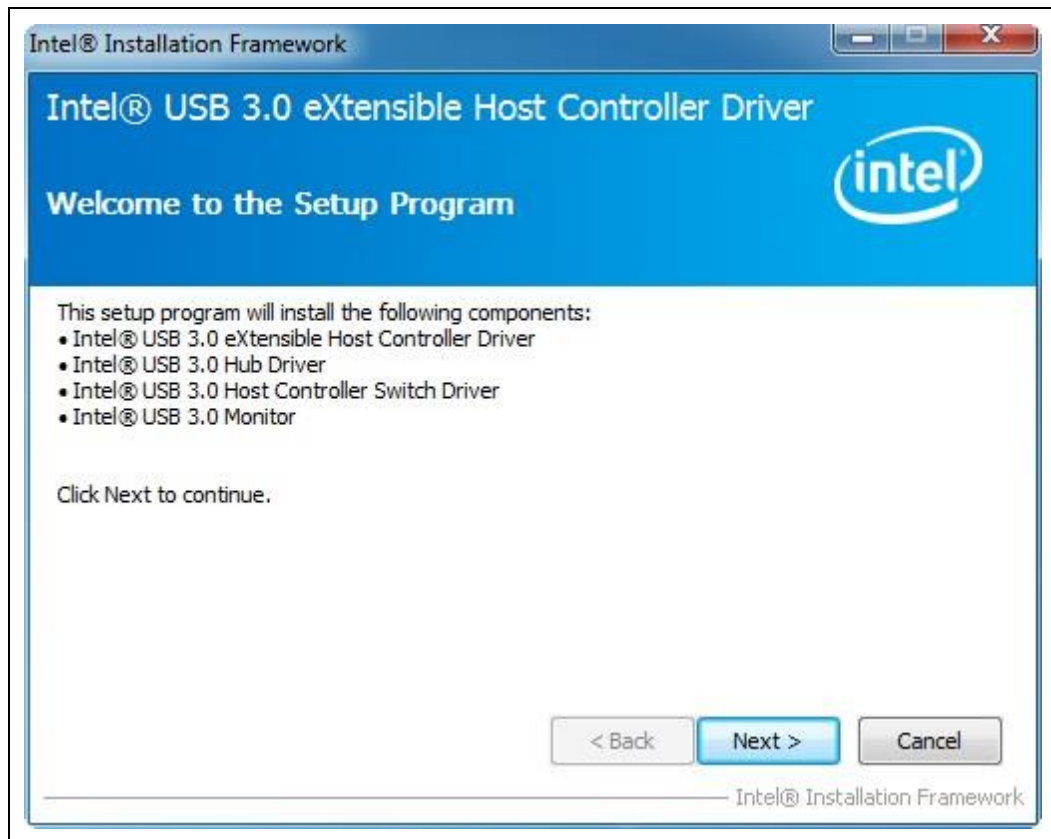 Intel® Installation Framework
Intel® USB 3.0 eXtensible Host Controller Driver
intel
Welcome to the Setup Program
This setup program will install the following components:
• Intel® USB 3.0 eXtensible Host Controller Driver
• Intel® USB 3.0 Hub Driver
• Intel® USB 3.0 Host Controller Switch Driver
• Intel® USB 3.0 Monitor
Click Next to continue.
< Back Next > Cancel
Intel® Installation Framework